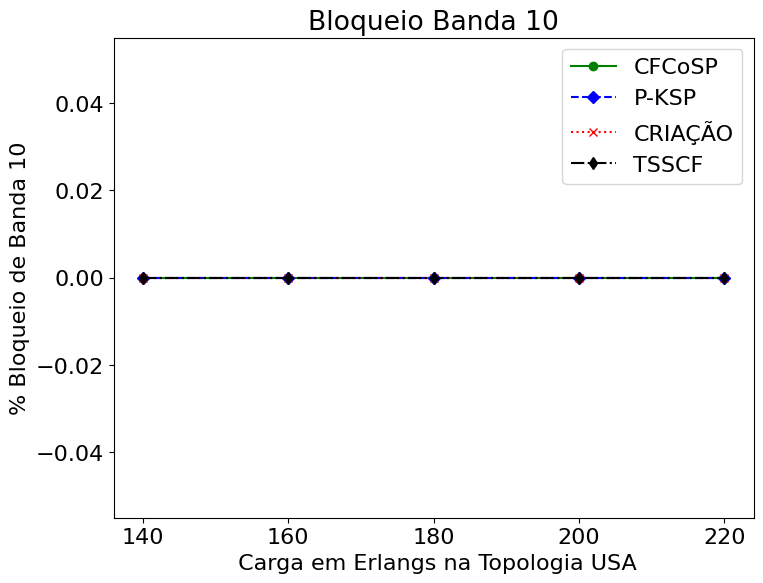 Bloqueio Banda 10
CFCoSP
P-KSP
CRIAÇÃO
TSSCF
% Bloqueio de Banda 10
0.04
0.02
0.00
−0.02
−0.04
140 160 180 200 220
Carga em Erlangs na Topologia USA